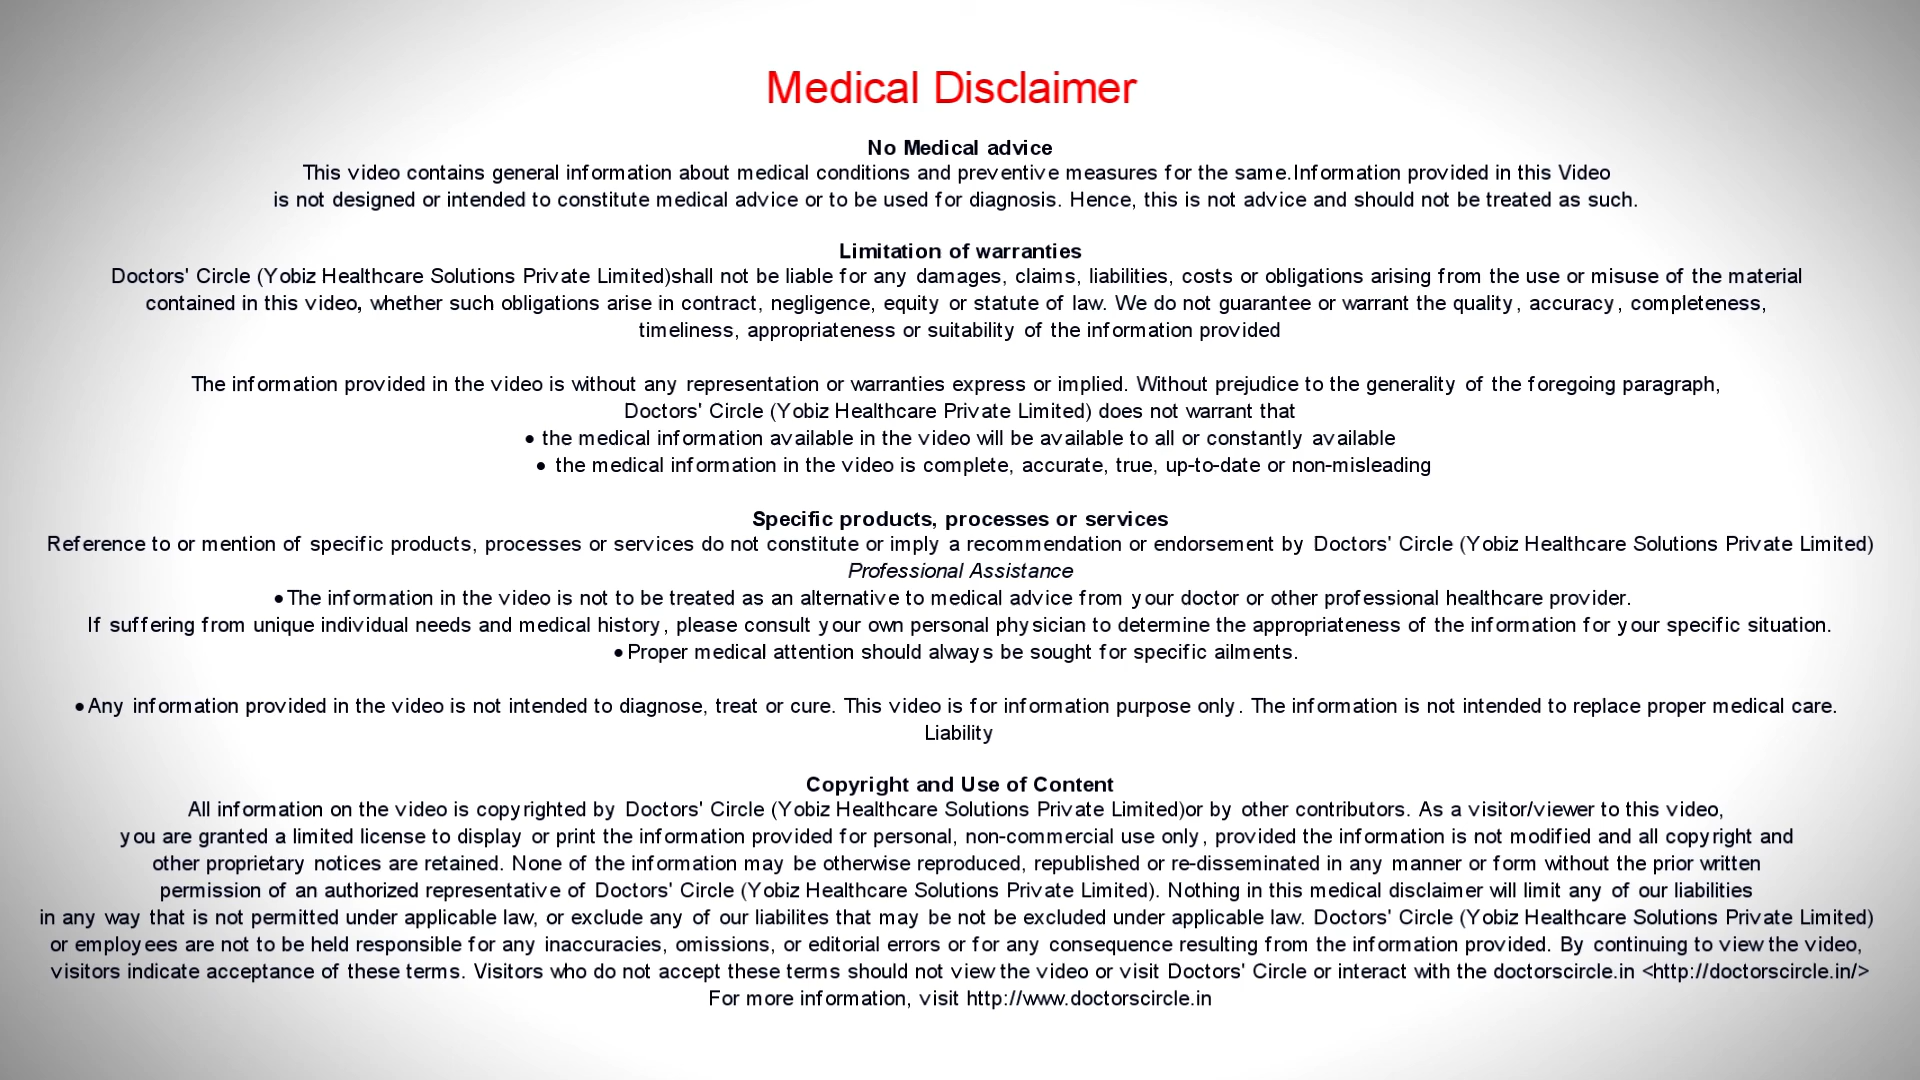 Medical Disclaimer
No Medical advice
This video contains general information about medical conditions and preventive measures for the same.Information provided in this Video
is not designed or intended to constitute medical advice or to be used for diagnosis. Hence, this is not advice and should not be treated as such.
Limitation of warranties
Doctors' Circle (Yobiz Healthcare Solutions Private Limited)shall not be liable for any damages, claims, liabilities, costs or obligations arising from the use or misuse of the material
contained in this video, whether such obligations arise in contract, negligence, equity or statute of law. We do not guarantee or warrant the quality, accuracy, completeness,
timeliness, appropriateness or suitability of the information provided
The information provided in the video is without any representation or warranties express or implied. Without prejudice to the generality of the foregoing paragraph,
Doctors' Circle (Yobiz Healthcare Private Limited) does not warrant that
• the medical information available in the video will be available to all or constantly available
• the medical information in the video is complete, accurate, true, up-to-date or non-misleading
Specific products, processes or services
Reference to or mention of specific products, processes or services do not constitute or imply a recommendation or endorsement by Doctors' Circle (Yobiz Healthcare Solutions Private Limited)
Professional Assistance
•The information in the video is not to be treated as an alternative to medical advice from your doctor or other professional healthcare provider.
If suffering from unique individual needs and medical history, please consult your own personal physician to determine the appropriateness of the information for your specific situation.
•Proper medical attention should always be sought for specific ailments.
•Any information provided in the video is not intended to diagnose, treat or cure. This video is for information purpose only. The information is not intended to replace proper medical care.
Liability
Copyright and Use of Content
All information on the video is copyrighted by Doctors' Circle (Yobiz Healthcare Solutions Private Limited)or by other contributors. As a visitor/viewer to this video,
you are granted a limited license to display or print the information provided for personal, non-commercial use only, provided the information is not modified and all copyright and
other proprietary notices are retained. None of the information may be otherwise reproduced, republished or re-disseminated in any manner or form without the prior written
permission of an authorized representative of Doctors' Circle (Yobiz Healthcare Solutions Private Limited). Nothing in this medical disclaimer will limit any of our liabilities
in any way that is not permitted under applicable law, or exclude any of our liabilites that may be not be excluded under applicable law. Doctors' Circle (Yobiz Healthcare Solutions Private Limited)
or employees are not to be held responsible for any inaccuracies, omissions, or editorial errors or for any consequence resulting from the information provided. By continuing to view the video,
visitors indicate acceptance of these terms. Visitors who do not accept these terms should not view the video or visit Doctors' Circle or interact with the doctorscircle.in <http://doctorscircle.in/>
For more information, visit http://www.doctorscircle.in